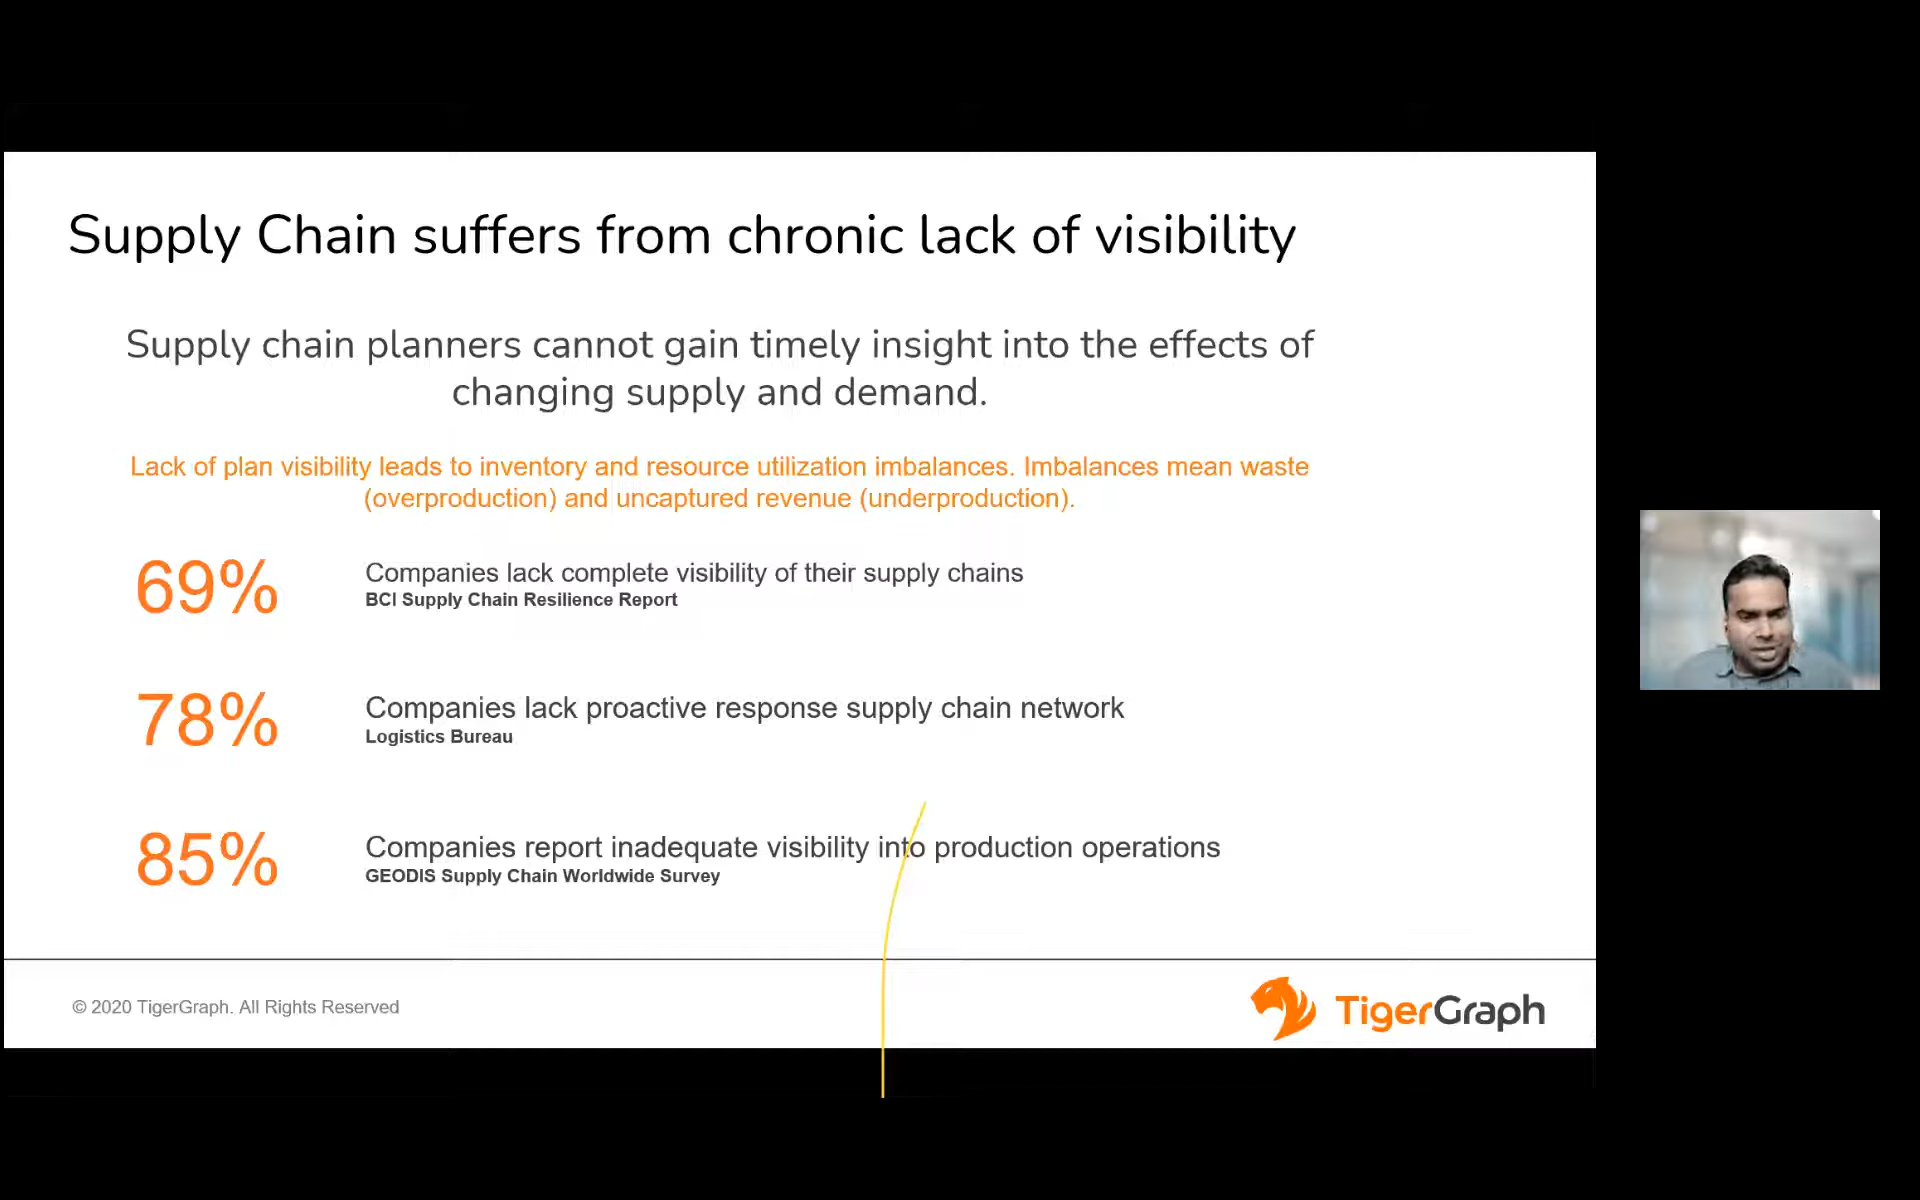 Supply Chain suffers from chronic lack of visibility
Supply chain planners cannot gain timely insight into the effects of
changing supply and demand.
Lack of plan visibility leads to inventory and resource utilization imbalances. Imbalances mean waste
(overproduction) and uncaptured revenue (underproduction).
69%
Companies lack complete visibility of their supply chains
BCI Supply Chain Resilience Report
78%
Companies lack proactive response supply chain network
Logistics Bureau
85%
Companies report inadequate visibility into production operations
GEODIS Supply Chain Worldwide Survey
© 2020 TigerGraph. All Rights Reserved
TigerGraph